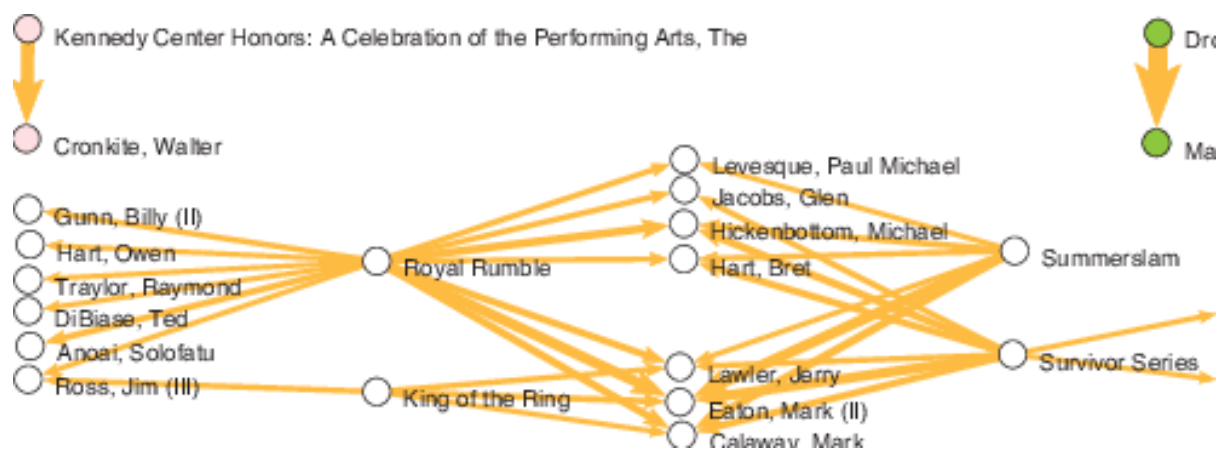 Kennedy Center Honors: A Celebration of the Performing Arts, The
Cronkite, Walter
Gunn, Billy (II)
Hart, Owen
Traylor, Raymond
DiBiase, Ted
Anoai, Solofatu
Ross, Jim (III)
Royal Rumble
King of the Ring
Levesque, Paul Michael
Jacobs, Glen
Hickenbottom, Michael
Hart, Bret
Lawler, Jerry
Eaton, Mark (II)
Calaway, Mark
Summerslam
Survivor Series